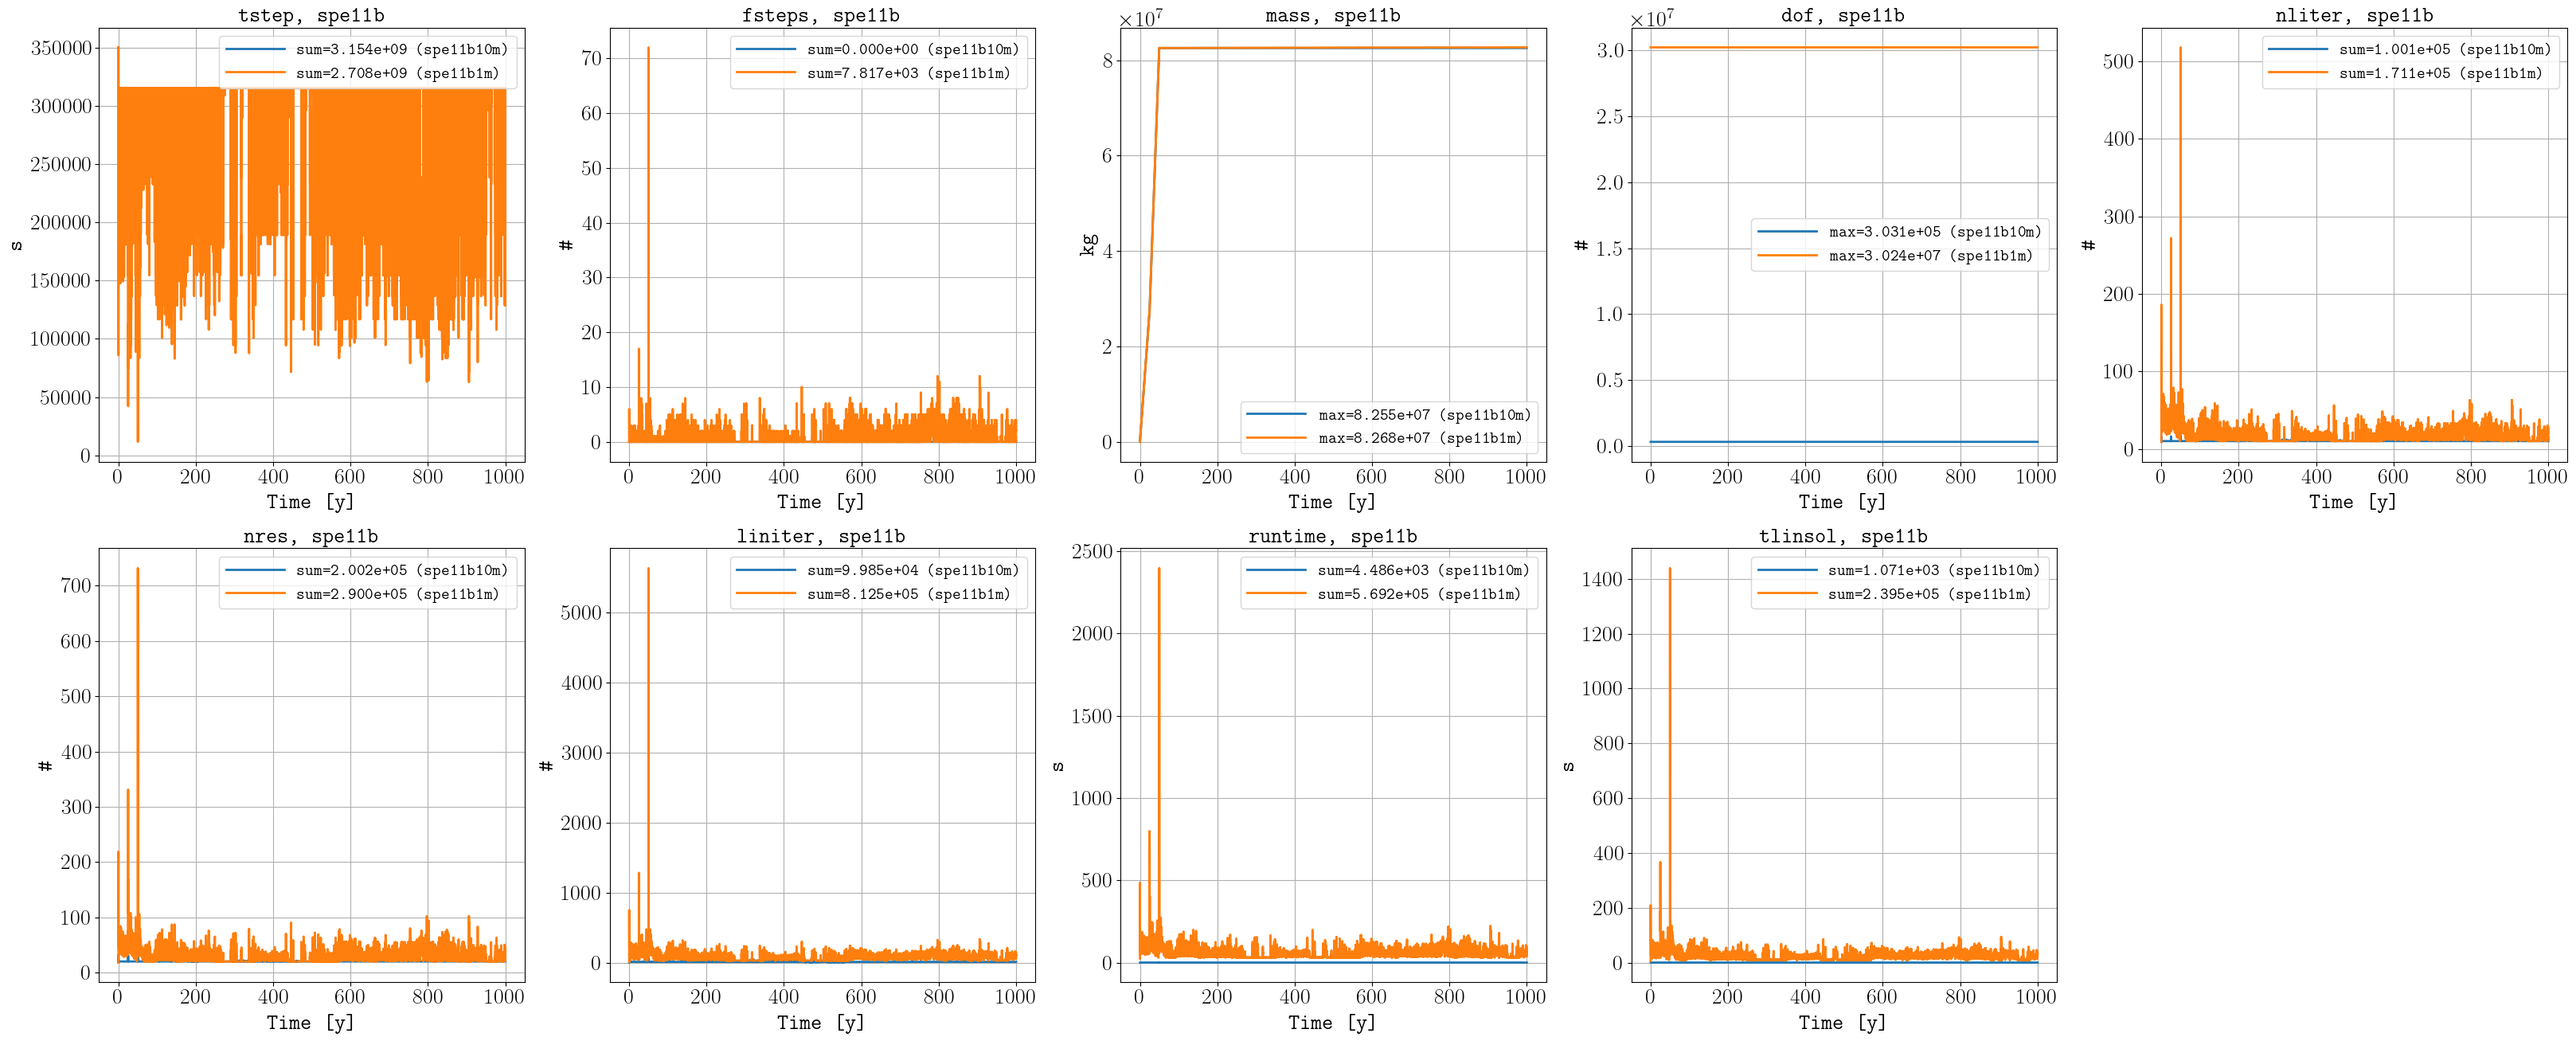 tstep, spe11b
350000
300000
250000
200000
150000
100000
50000
0
s
sum=3.154e+09 (spe11b10m)
sum=2.708e+09 (spe11b1m)
0 200 400 600 800 1000
Time [y]
fsteps, spe11b
70
60
50
40
30
20
10
0
#
sum=0.000e+00 (spe11b10m)
sum=7.817e+03 (spe11b1m)
0 200 400 600 800 1000
Time [y]
mass, spe11b
×10⁷
8
6
4
2
0
kg
max=8.255e+07 (spe11b10m)
max=8.268e+07 (spe11b1m)
0 200 400 600 800 1000
Time [y]
dof, spe11b
×10⁷
3.0
2.5
2.0
1.5
1.0
0.5
0.0
#
max=3.031e+05 (spe11b10m)
max=3.024e+07 (spe11b1m)
0 200 400 600 800 1000
Time [y]
nliter, spe11b
500
400
300
200
100
0
#
sum=1.001e+05 (spe11b10m)
sum=1.711e+05 (spe11b1m)
0 200 400 600 800 1000
Time [y]
nres, spe11b
700
600
500
400
300
200
100
0
#
sum=2.002e+05 (spe11b10m)
sum=2.900e+05 (spe11b1m)
0 200 400 600 800 1000
Time [y]
liniter, spe11b
5000
4000
3000
2000
1000
0
#
sum=9.985e+04 (spe11b10m)
sum=8.125e+05 (spe11b1m)
0 200 400 600 800 1000
Time [y]
runtime, spe11b
2500
2000
1500
1000
500
0
s
sum=4.486e+03 (spe11b10m)
sum=5.692e+05 (spe11b1m)
0 200 400 600 800 1000
Time [y]
tlinsol, spe11b
1400
1200
1000
800
600
400
200
0
s
sum=1.071e+03 (spe11b10m)
sum=2.395e+05 (spe11b1m)
0 200 400 600 800 1000
Time [y]